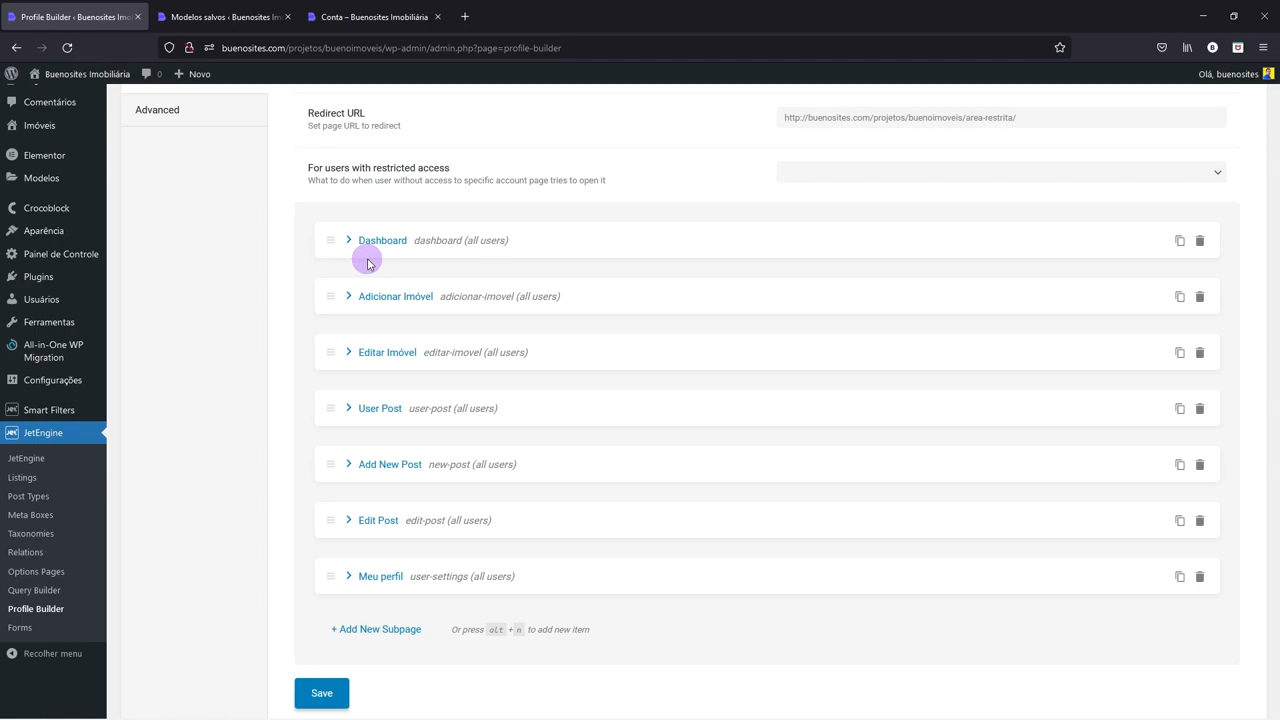 Profile Builder ‹ Buenosites Imo
Modelos salvos ‹ Buenosites Im
Conta – Buenosites Imobiliária
buenosites.com/projetos/buenoimoveis/wp-admin/admin.php?page=profile-builder
Buenosites Imobiliária
0
Novo
Olá, buenosites
Comentários
Imóveis
Elementor
Modelos
Crocoblock
Aparência
Painel de Controle
Plugins
Usuários
Ferramentas
All-in-One WP
Migration
Configurações
Smart Filters
JetEngine
JetEngine
Listings
Post Types
Meta Boxes
Taxonomies
Relations
Options Pages
Query Builder
Profile Builder
Forms
Recolher menu
Advanced
Redirect URL
Set page URL to redirect
http://buenosites.com/projetos/buenoimoveis/area-restrita/
For users with restricted access
What to do when user without access to specific account page tries to open it
Dashboard dashboard (all users)
Adicionar Imóvel adicionar-imovel (all users)
Editar Imóvel editar-imovel (all users)
User Post user-post (all users)
Add New Post new-post (all users)
Edit Post edit-post (all users)
Meu perfil user-settings (all users)
+ Add New Subpage Or press alt + n to add new item
Save